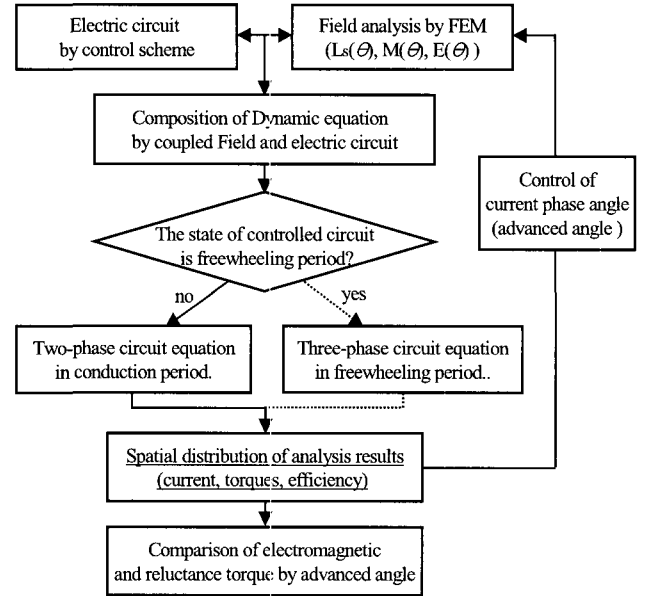 Electric circuit
by control scheme
Field analysis by FEM
(Ls(Θ), M(Θ), E(Θ) )
Composition of Dynamic equation
by coupled Field and electric circuit
Control of
current phase angle
(advanced angle )
The state of controlled circuit
is freewheeling period?
no
yes
Two-phase circuit equation
in conduction period.
Three-phase circuit equation
in freewheeling period..
Spatial distribution of analysis results
(current, torques, efficiency)
Comparison of electromagnetic
and reluctance torque by advanced angle